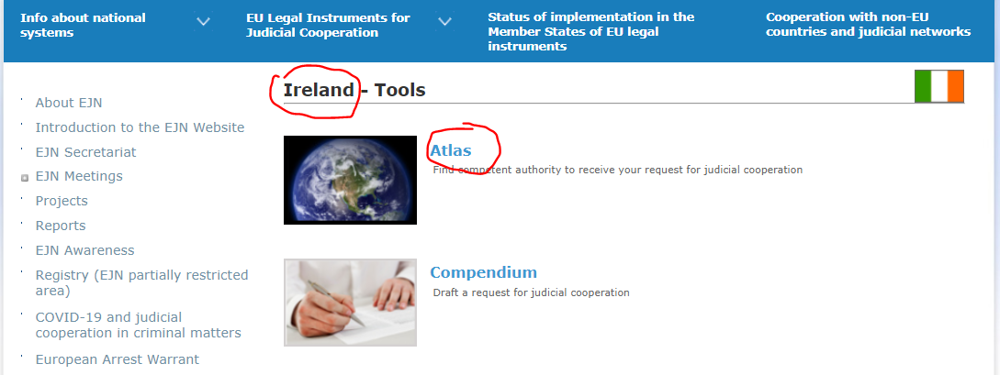 Info about national
systems
EU Legal Instruments for
Judicial Cooperation
Status of implementation in the
Member States of EU legal
instruments
Cooperation with non-EU
countries and judicial networks
About EJN
Introduction to the EJN Website
EJN Secretariat
EJN Meetings
Projects
Reports
EJN Awareness
Registry (EJN partially restricted
area)
COVID-19 and judicial
cooperation in criminal matters
European Arrest Warrant
Ireland - Tools
Atlas
Find competent authority to receive your request for judicial cooperation
Compendium
Draft a request for judicial cooperation